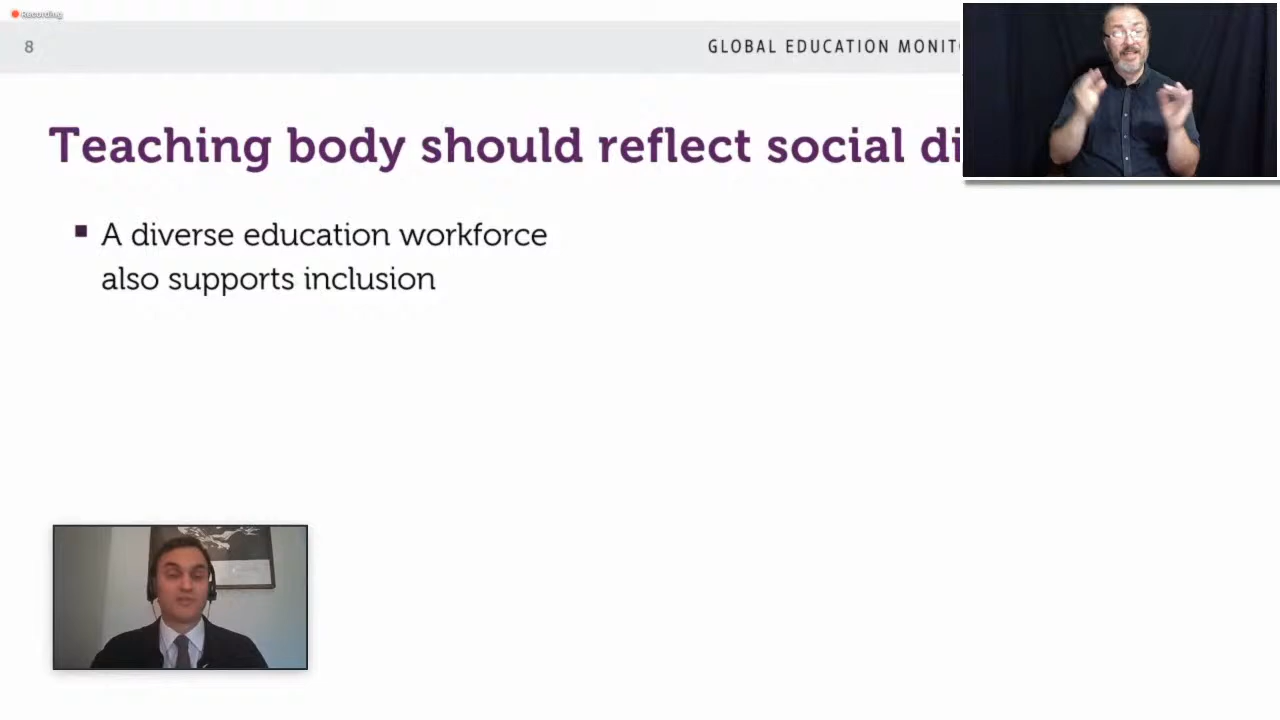 Recording
8
GLOBAL EDUCATION MONIT
Teaching body should reflect social di
A diverse education workforce
also supports inclusion